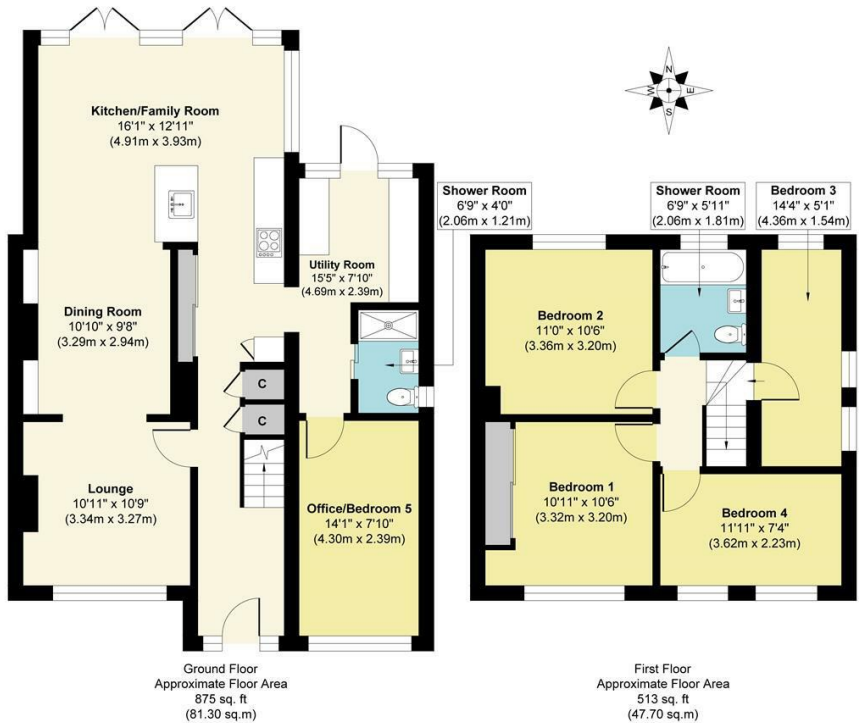 Kitchen/Family Room
16'1" x 12'11"
(4.91m x 3.93m)
N
W
E
S
Shower Room
6'9" x 4'0"
(2.06m x 1.21m)
Shower Room
6'9" x 5'11"
(2.06m x 1.81m)
Bedroom 3
14'4" x 5'1"
(4.36m x 1.54m)
Utility Room
15'5" x 7'10"
(4.69m x 2.39m)
Dining Room
10'10" x 9'8"
(3.29m x 2.94m)
Bedroom 2
11'0" x 10'6"
(3.36m x 3.20m)
C
C
Lounge
10'11" x 10'9"
(3.34m x 3.27m)
Office/Bedroom 5
14'1" x 7'10"
(4.30m x 2.39m)
Bedroom 1
10'11" x 10'6"
(3.32m x 3.20m)
Bedroom 4
11'11" x 7'4"
(3.62m x 2.23m)
Ground Floor
Approximate Floor Area
875 sq. ft
(81.30 sq.m)
First Floor
Approximate Floor Area
513 sq. ft
(47.70 sq.m)